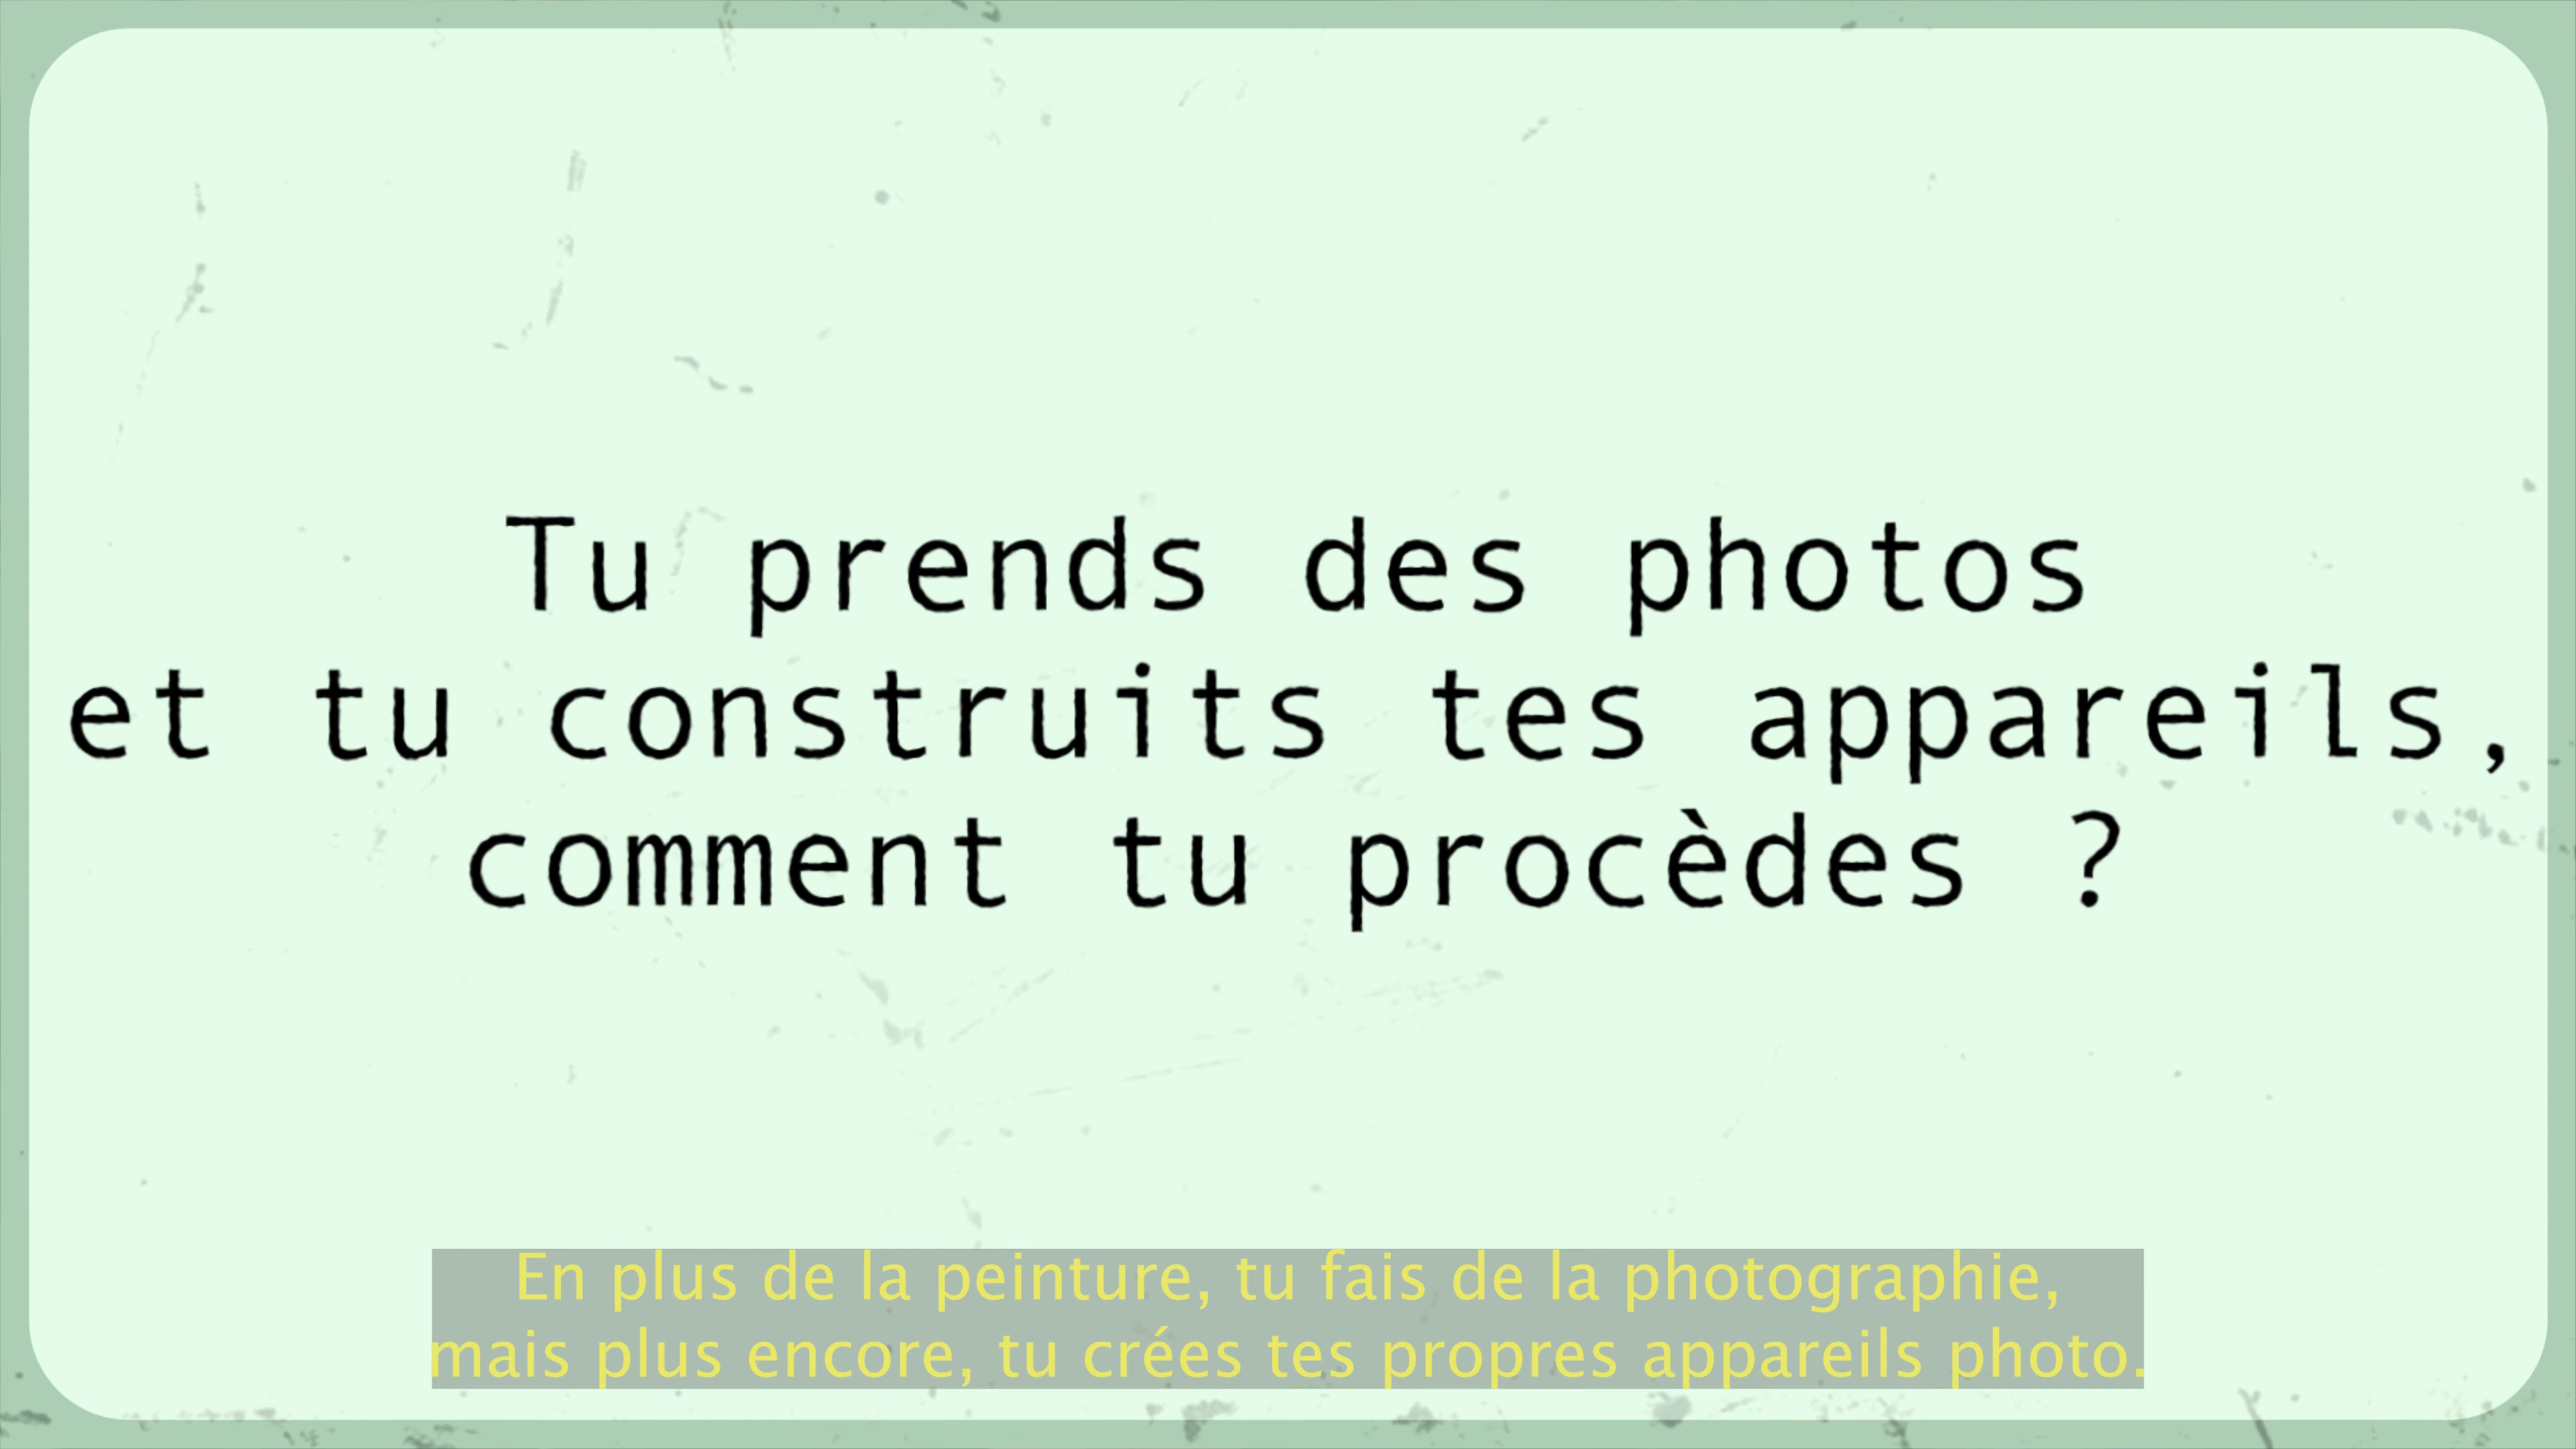 Tu prends des photos
et tu construits tes appareils,
comment tu procèdes ?
En plus de la peinture, tu fais de la photographie,
mais plus encore, tu crées tes propres appareils photo.